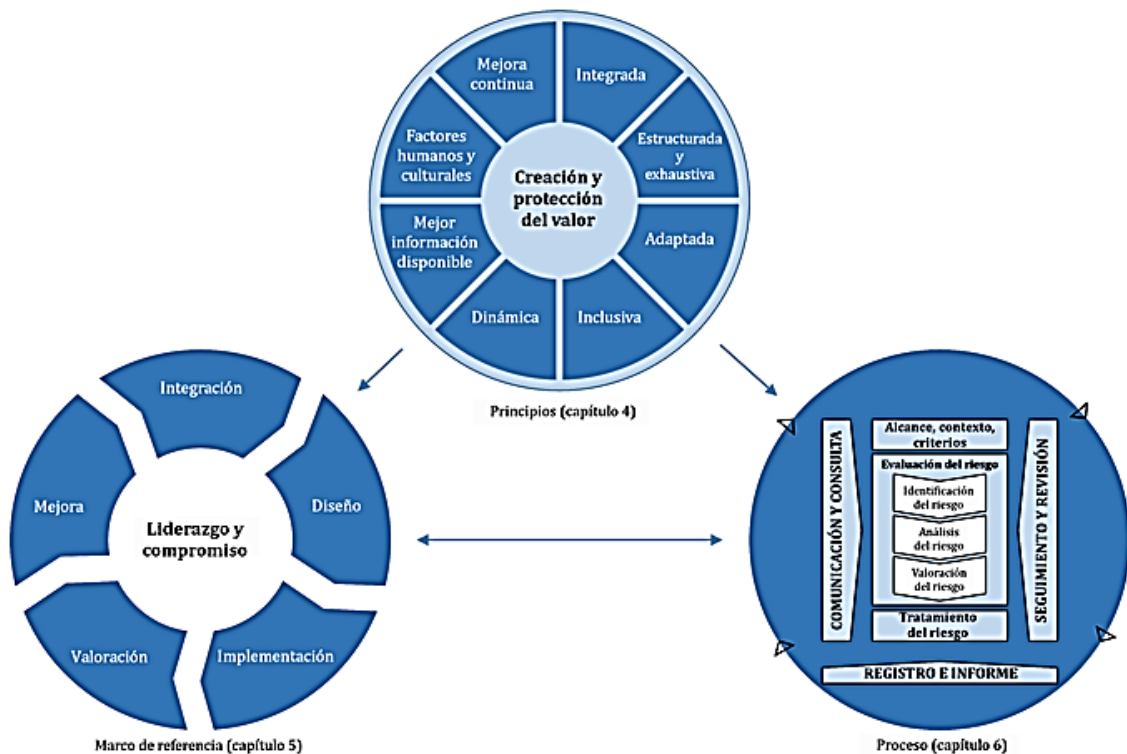 Mejora
continua
Integrada
Factores
humanos y
culturales
Estructurada
y
exhaustiva
Creación y
protección
del valor
Mejor
información
disponible
Adaptada
Dinámica
Inclusiva
Principios (capítulo 4)
Integración
Mejora
Diseño
Liderazgo y
compromiso
Valoración
Implementación
Marco de referencia (capítulo 5)
COMUNICACIÓN Y CONSULTA
Alcance, contexto,
criterios
Evaluación del riesgo
Identificación
del riesgo
Análisis
del riesgo
Valoración
del riesgo
Tratamiento
del riesgo
SEGUIMIENTO Y REVISIÓN
REGISTRO E INFORME
Proceso (capítulo 6)